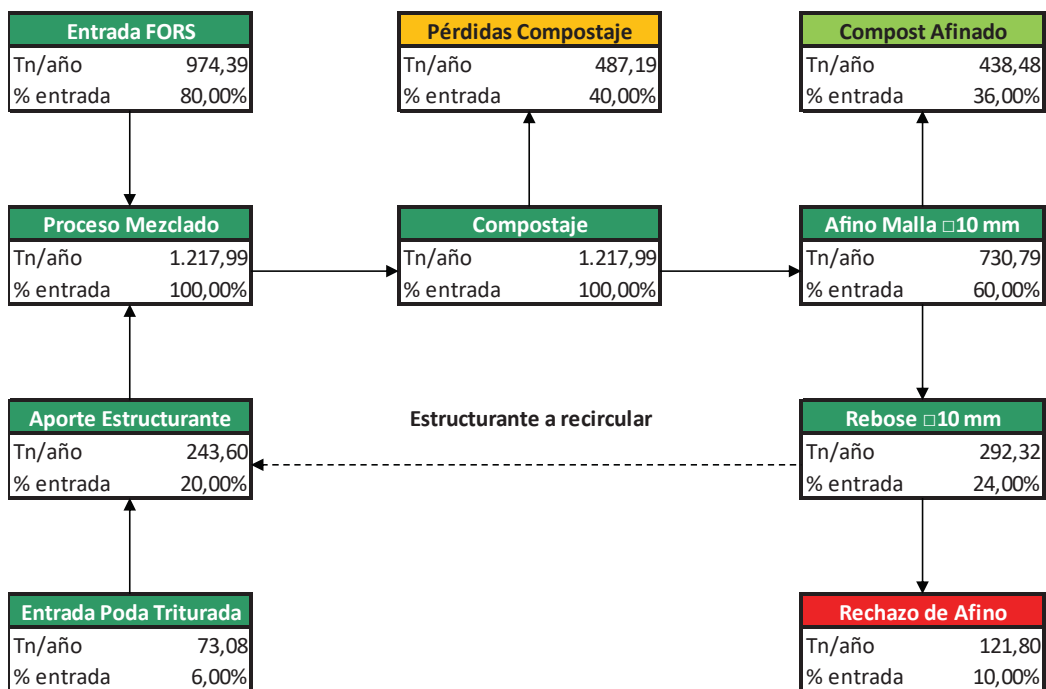 Entrada FORS
Tn/año 974,39
% entrada 80,00%
Pérdidas Compostaje
Tn/año 487,19
% entrada 40,00%
Compost Afinado
Tn/año 438,48
% entrada 36,00%
Proceso Mezclado
Tn/año 1.217,99
% entrada 100,00%
Compostaje
Tn/año 1.217,99
% entrada 100,00%
Afino Malla □10 mm
Tn/año 730,79
% entrada 60,00%
Aporte Estructurante
Tn/año 243,60
% entrada 20,00%
Estructurante a recircular
Rebose □10 mm
Tn/año 292,32
% entrada 24,00%
Entrada Poda Triturada
Tn/año 73,08
% entrada 6,00%
Rechazo de Afino
Tn/año 121,80
% entrada 10,00%